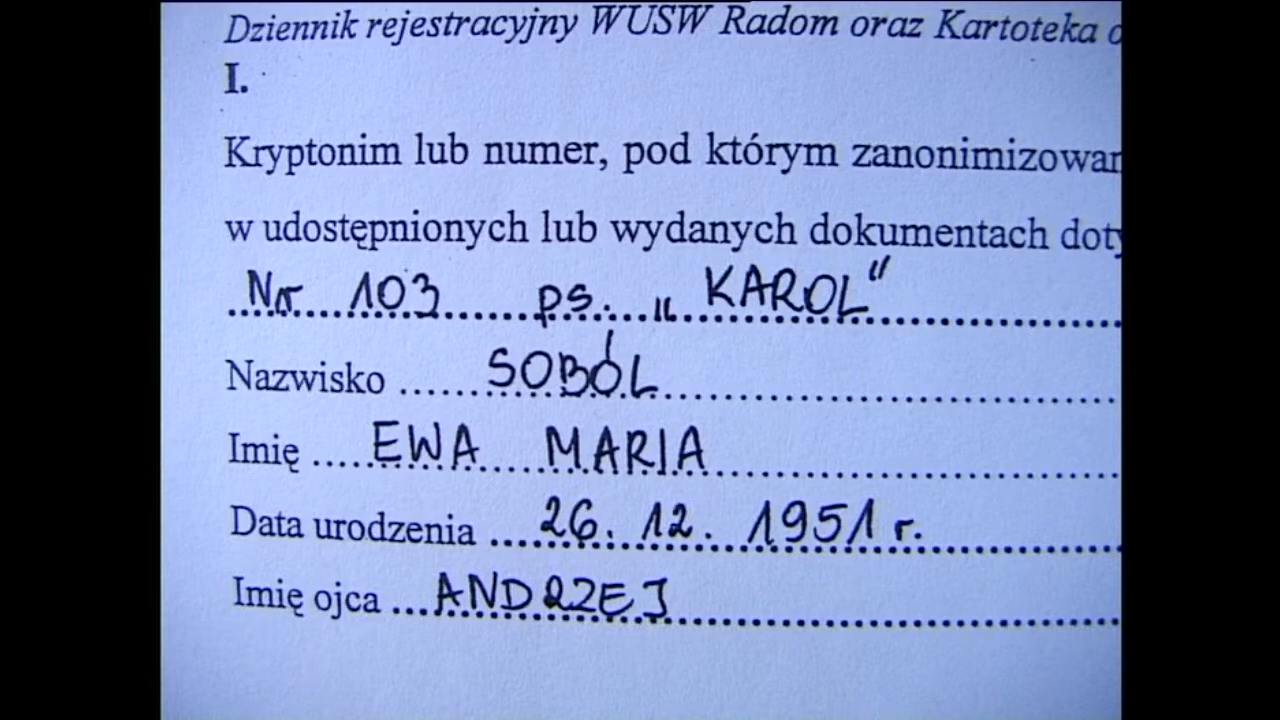 Dziennik rejestracyjny WUSW Radom oraz Kartoteka
I.
Kryptonim lub numer, pod którym zanonimizowan
w udostępnionych lub wydanych dokumentach doty
Nr 103 ps. „KAROL"
Nazwisko ...... SOBÓL
Imię ..... EWA MARIA
Data urodzenia ... 26. 12. 1951 r.
Imię ojca ... ANDRZEJ